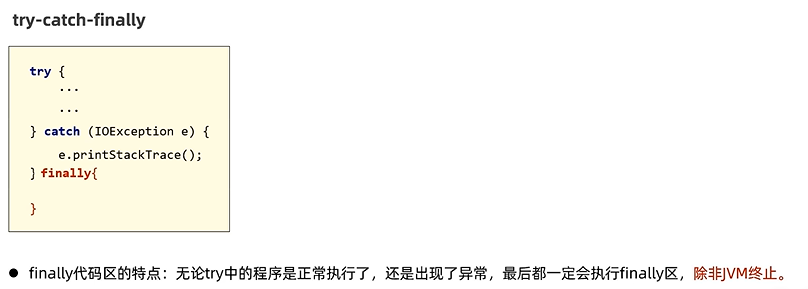 try-catch-finally
try {
...
...
} catch (IOException e) {
e.printStackTrace();
} finally{
}
● finally代码区的特点：无论try中的程序是正常执行了，还是出现了异常，最后都一定会执行finally区，除非JVM终止。